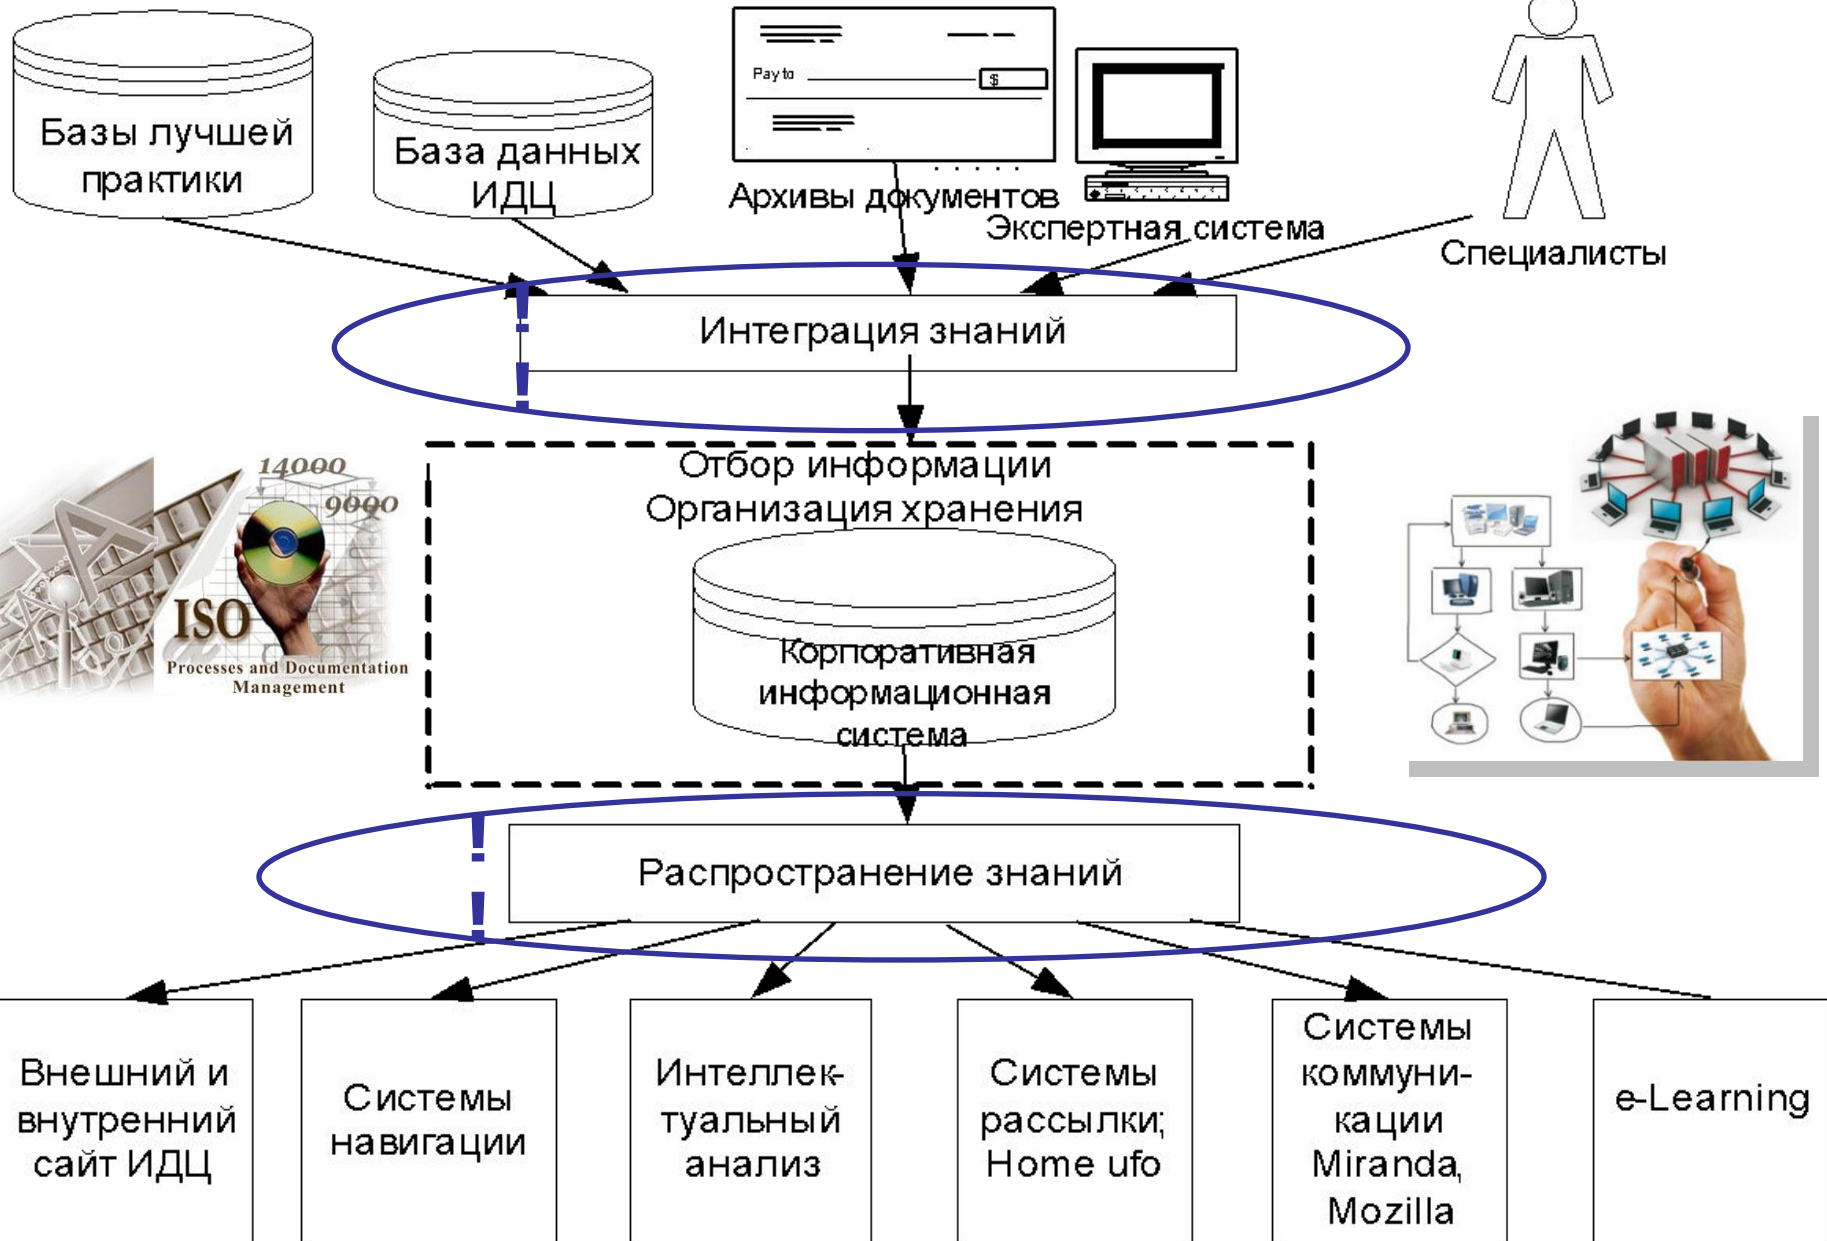 Базы лучшей
практики
База данных
ИДЦ
Pay to
$
Архивы документов
Экспертная система
Специалисты
!
!
Интеграция знаний
14000
9000
ISO
Processes and Documentation
Management
Отбор информации
Организация хранения
Корпоративная
информационная
система
!
!
Распространение знаний
Внешний и
внутренний
сайт ИДЦ
Системы
навигации
Интеллек-
туальный
анализ
Системы
рассылки;
Home ufo
Системы
коммуни-
кации
Miranda,
Mozilla
e-Learning